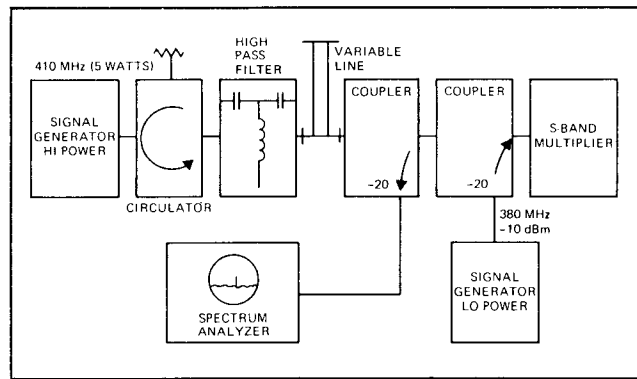 410 MHz (5 WATTS)
HIGH
PASS
FILTER
VARIABLE
LINE
SIGNAL
GENERATOR
HI POWER
CIRCULATOR
COUPLER
-20
COUPLER
-20
S-BAND
MULTIPLIER
380 MHz
-10 dBm
SPECTRUM
ANALYZER
SIGNAL
GENERATOR
LO POWER